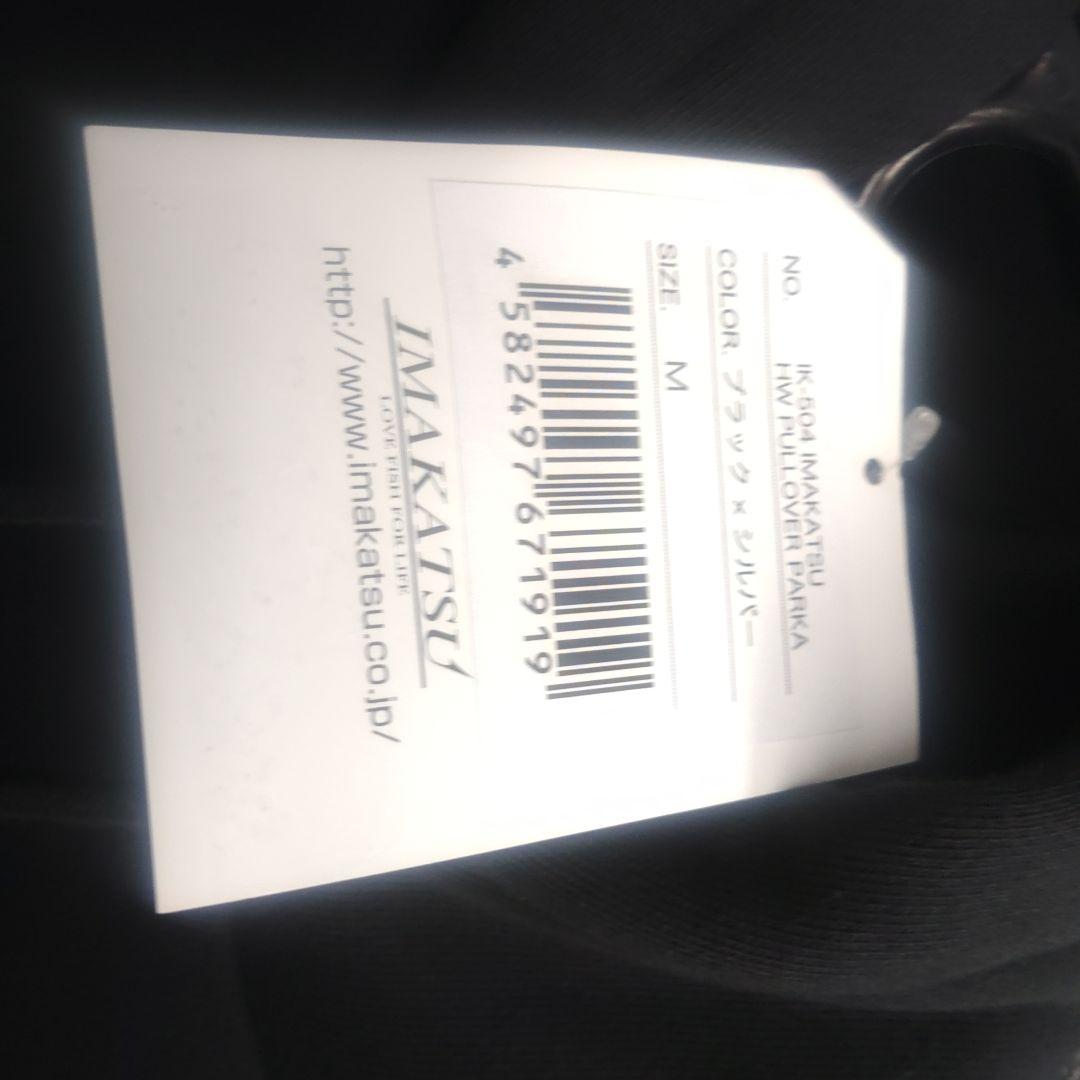 NO. IK-504 IMAKATSU
HW PULLOVER PARKA
COLOR. ブラック×シルバー
SIZE. M
4 582497 671919
IMAKATSU
LOVE FISH FOR LIFE
http://www.imakatsu.co.jp/